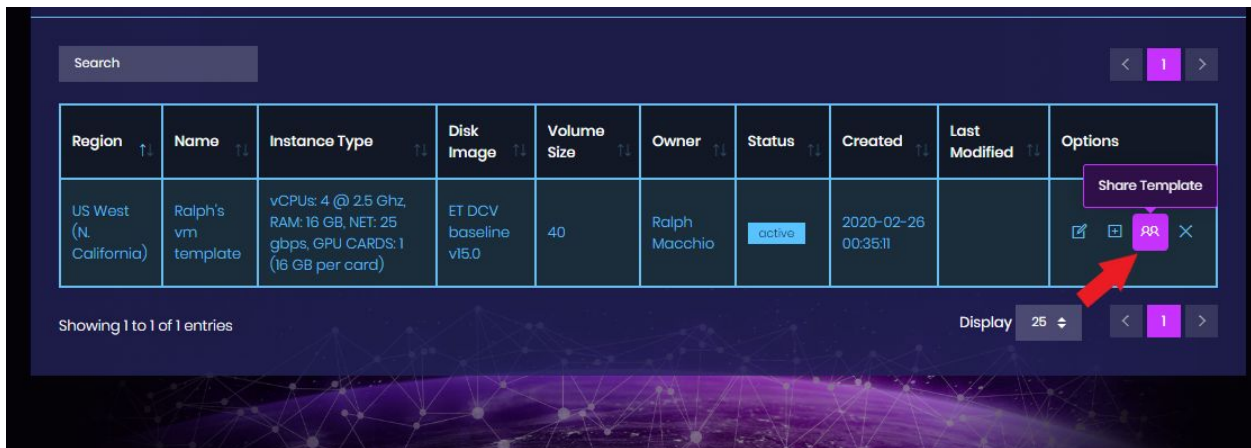 Search
< 1 >
Region Name Instance Type Disk Image Volume Size Owner Status Created Last Modified Options
Share Template
US West (N. California)
Ralph's vm template
vCPUs: 4 @ 2.5 Ghz,
RAM: 16 GB, NET: 25
gbps, GPU CARDS: 1
(16 GB per card)
ET DCV baseline v15.0
40
Ralph Macchio
active
2020-02-26
00:35:11
Showing 1 to 1 of 1 entries
Display 25
< 1 >